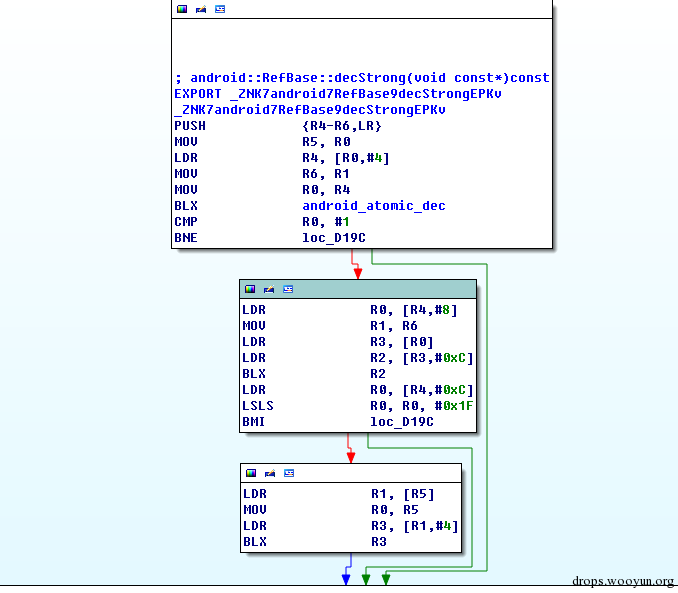 ; android::RefBase::decStrong(void const*)const
EXPORT _ZNK7android7RefBase9decStrongEPKv
_ZNK7android7RefBase9decStrongEPKv
PUSH {R4-R6,LR}
MOV R5, R0
LDR R4, [R0,#4]
MOV R6, R1
MOV R0, R4
BLX android_atomic_dec
CMP R0, #1
BNE loc_D19C
LDR R0, [R4,#8]
MOV R1, R6
LDR R3, [R0]
LDR R2, [R3,#0xC]
BLX R2
LDR R0, [R4,#0xC]
LSLS R0, R0, #0x1F
BMI loc_D19C
LDR R1, [R5]
MOV R0, R5
LDR R3, [R1,#4]
BLX R3
drops.wooyun.org